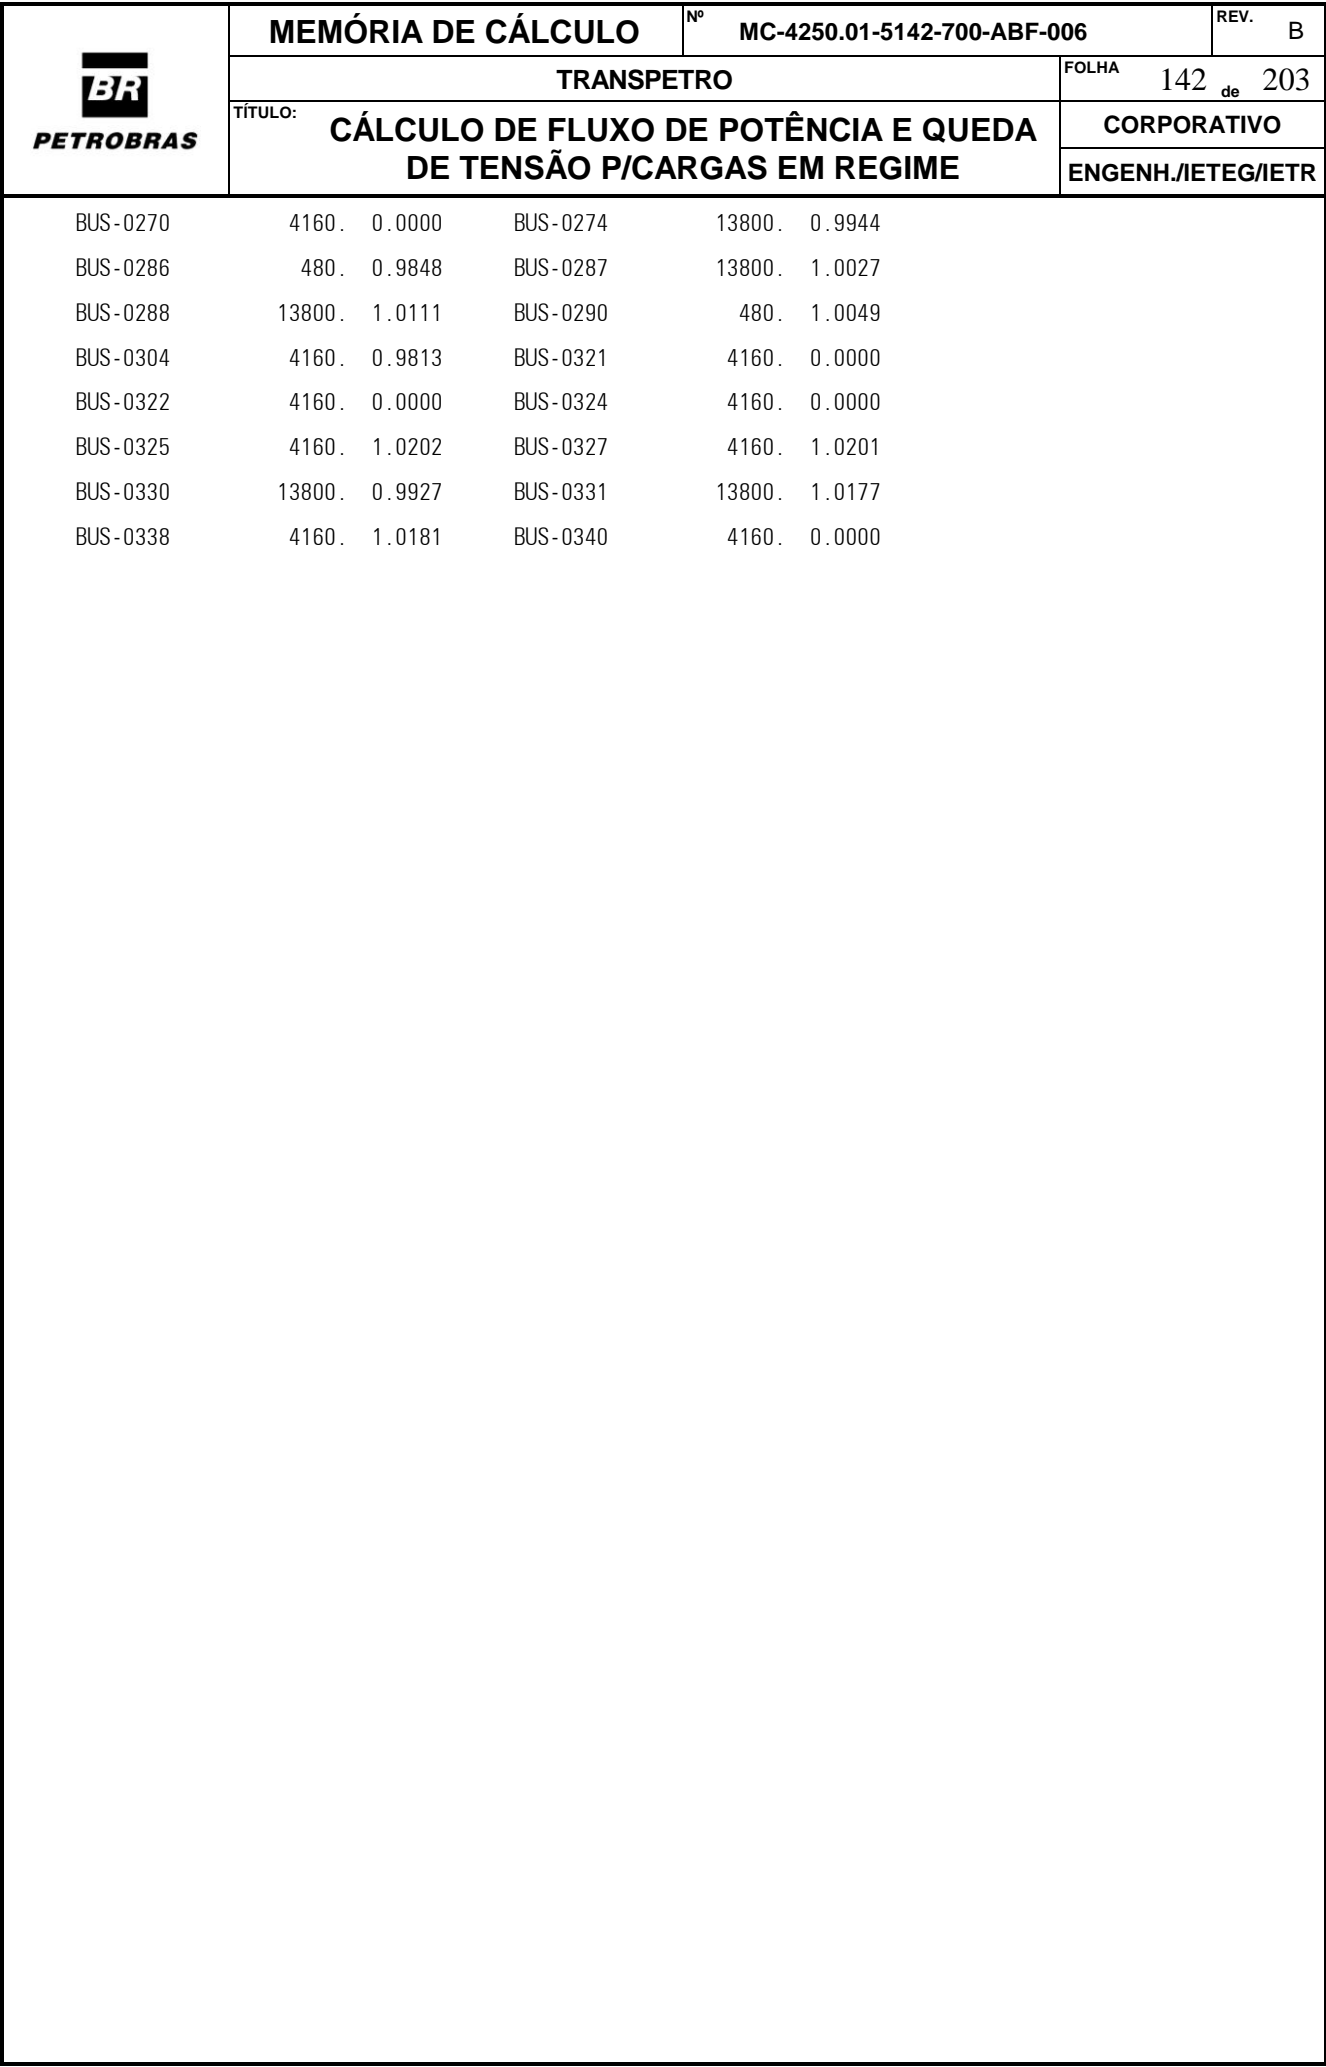 BR
PETROBRAS
MEMÓRIA DE CÁLCULO
Nº MC-4250.01-5142-700-ABF-006
REV. B
TRANSPETRO
FOLHA 142 de 203
TÍTULO:
CÁLCULO DE FLUXO DE POTÊNCIA E QUEDA
DE TENSÃO P/CARGAS EM REGIME
CORPORATIVO
ENGENH./IETEG/IETR
BUS-0270 4160. 0.0000 BUS-0274 13800. 0.9944
BUS-0286 480. 0.9848 BUS-0287 13800. 1.0027
BUS-0288 13800. 1.0111 BUS-0290 480. 1.0049
BUS-0304 4160. 0.9813 BUS-0321 4160. 0.0000
BUS-0322 4160. 0.0000 BUS-0324 4160. 0.0000
BUS-0325 4160. 1.0202 BUS-0327 4160. 1.0201
BUS-0330 13800. 0.9927 BUS-0331 13800. 1.0177
BUS-0338 4160. 1.0181 BUS-0340 4160. 0.0000